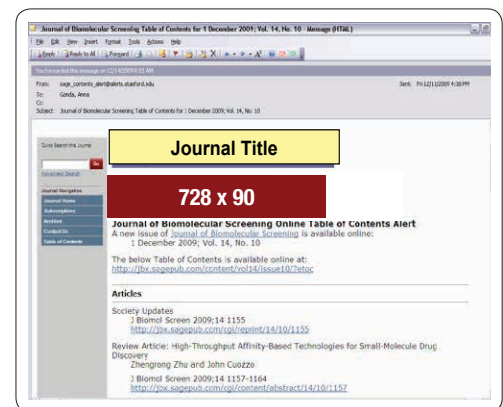 Journal of Biomolecular Screening Table of Contents for 1 December 2009; Vol. 14, No. 10 - Message (HTML)
File Edit View Insert Format Tools Actions Help
Reply Reply to All Forward
You forwarded this message on 12/14/2009
From: sage_contents_alert@alerts.stanford.edu Sent: Fri 12/11/2009 4:30 PM
To: Gonda, Anna
Cc:
Subject: Journal of Biomolecular Screening Table of Contents for 1 December 2009; Vol. 14, No. 10
Quick Search this Journal
Go
Advanced Search
Journal Navigation
Journal Home
Subscriptions
Archive
Contact Us
Table of Contents
Journal Title
728 x 90
Journal of Biomolecular Screening Online Table of Contents Alert
A new issue of Journal of Biomolecular Screening is available online:
1 December 2009; Vol. 14, No. 10
The below Table of Contents is available online at:
http://jbx.sagepub.com/content/vol14/issue10/?etoc
Articles
Society Updates
J Biomol Screen 2009;14 1155
http://jbx.sagepub.com/cgi/reprint/14/10/1155
Review Article: High-Throughput Affinity-Based Technologies for Small-Molecule Drug
Discovery
Zhengrong Zhu and John Cuozzo
J Biomol Screen 2009;14 1157-1164
http://jbx.sagepub.com/cgi/content/abstract/14/10/1157